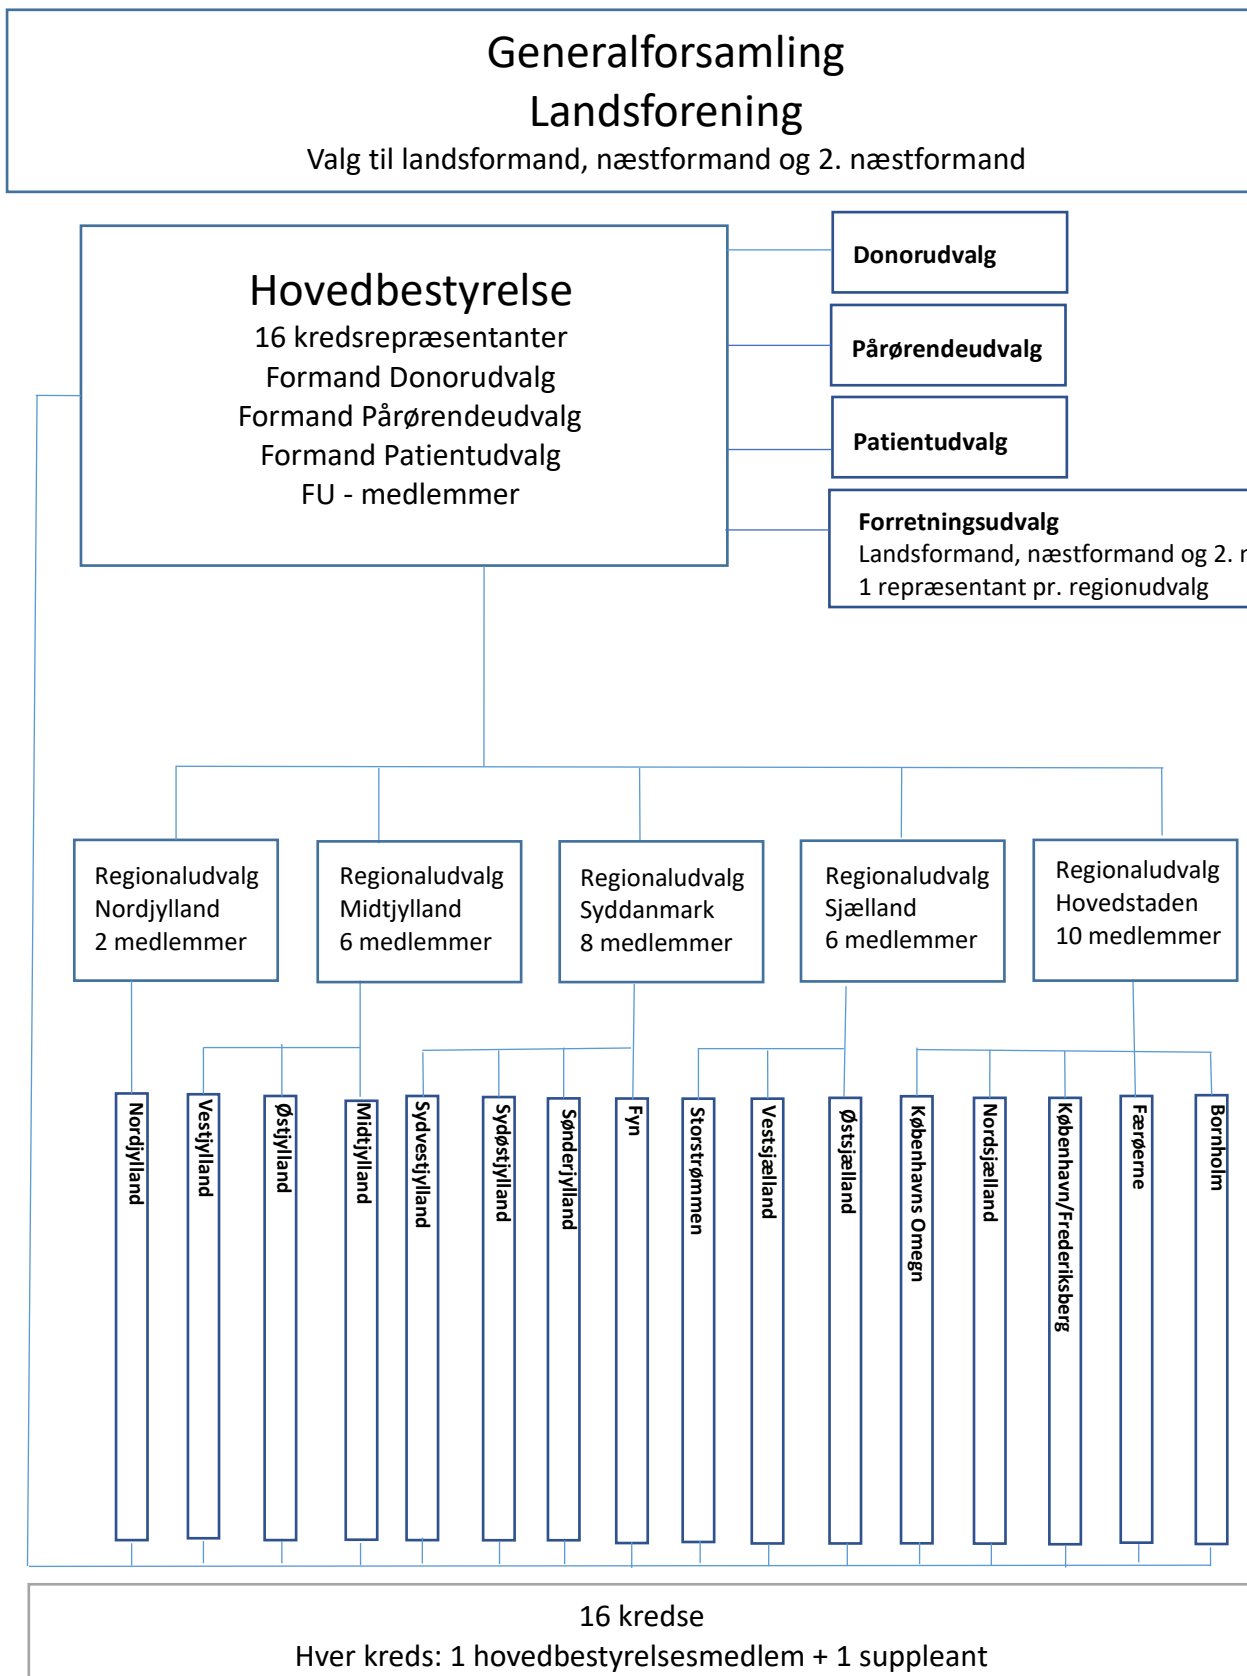 Generalforsamling
Landsforening
Valg til landsformand, næstformand og 2. næstformand
Hovedbestyrelse
16 kredsrepræsentanter
Formand Donorudvalg
Formand Pårørendeudvalg
Formand Patientudvalg
FU - medlemmer
Donorudvalg
Pårørendeudvalg
Patientudvalg
Forretningsudvalg
Landsformand, næstformand og 2. n
1 repræsentant pr. regionudvalg
Regionaludvalg
Nordjylland
2 medlemmer
Regionaludvalg
Midtjylland
6 medlemmer
Regionaludvalg
Syddanmark
8 medlemmer
Regionaludvalg
Sjælland
6 medlemmer
Regionaludvalg
Hovedstaden
10 medlemmer
Nordjylland
Vestjylland
Østjylland
Midtjylland
Sydvestjylland
Sydøstjylland
Sønderjylland
Fyn
Storstrømmen
Vestsjælland
Østsjælland
Københavns Omegn
Nordsjælland
København/Frederiksberg
Færøerne
Bornholm
16 kredse
Hver kreds: 1 hovedbestyrelsesmedlem + 1 suppleant